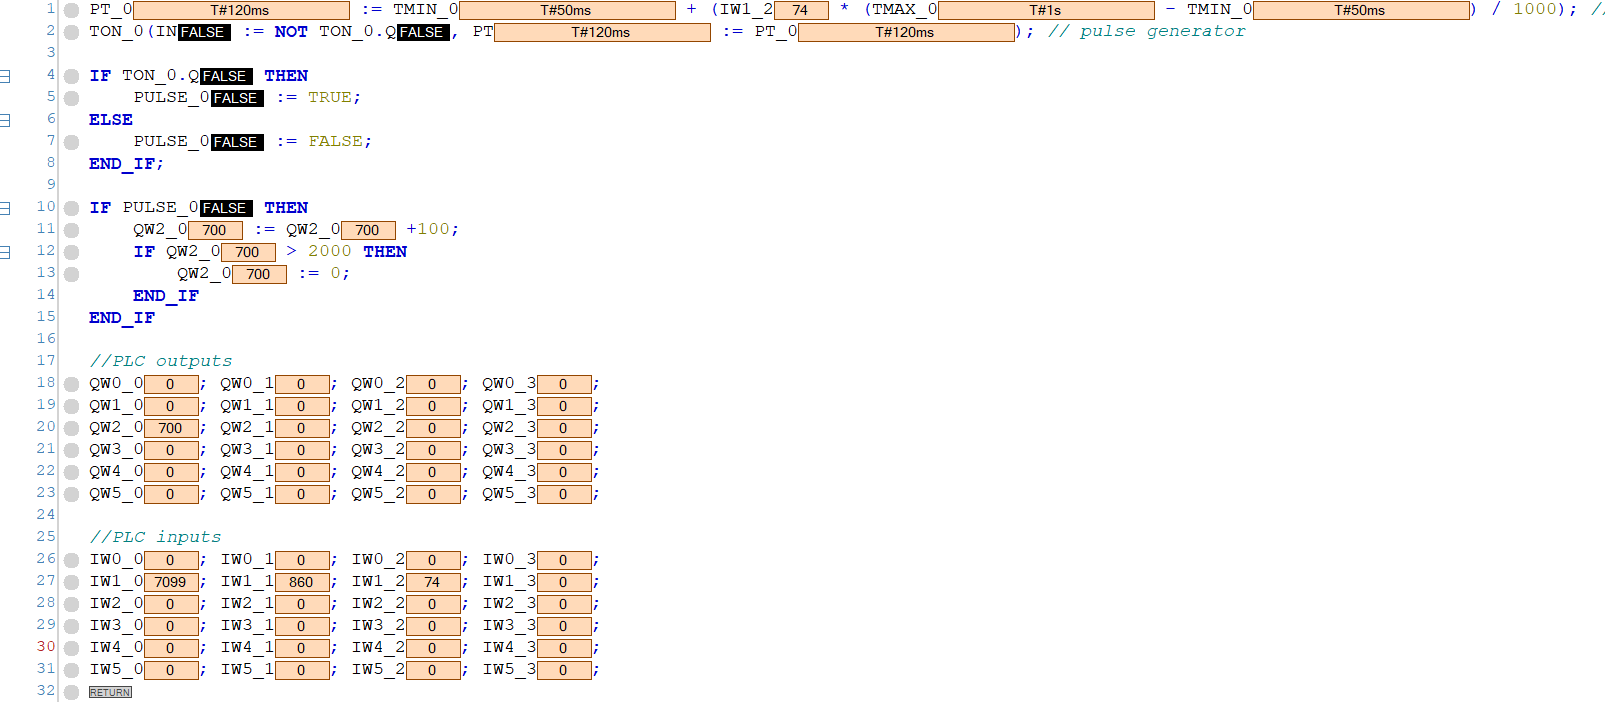 1 PT_0 T#120ms := TMIN_0 T#50ms + (IW1_2 74 * (TMAX_0 T#1s - TMIN_0 T#50ms ) / 1000); /
2 TON_0(IN FALSE := NOT TON_0.Q FALSE , PT T#120ms := PT_0 T#120ms ); // pulse generator
3
4 IF TON_0.Q FALSE THEN
5 PULSE_0 FALSE := TRUE;
6 ELSE
7 PULSE_0 FALSE := FALSE;
8 END_IF;
9
10 IF PULSE_0 FALSE THEN
11 QW2_0 700 := QW2_0 700 +100;
12 IF QW2_0 700 > 2000 THEN
13 QW2_0 700 := 0;
14 END_IF
15 END_IF
16
17 //PLC outputs
18 QW0_0 0 ; QW0_1 0 ; QW0_2 0 ; QW0_3 0 ;
19 QW1_0 0 ; QW1_1 0 ; QW1_2 0 ; QW1_3 0 ;
20 QW2_0 700 ; QW2_1 0 ; QW2_2 0 ; QW2_3 0 ;
21 QW3_0 0 ; QW3_1 0 ; QW3_2 0 ; QW3_3 0 ;
22 QW4_0 0 ; QW4_1 0 ; QW4_2 0 ; QW4_3 0 ;
23 QW5_0 0 ; QW5_1 0 ; QW5_2 0 ; QW5_3 0 ;
24
25 //PLC inputs
26 IW0_0 0 ; IW0_1 0 ; IW0_2 0 ; IW0_3 0 ;
27 IW1_0 7099 ; IW1_1 860 ; IW1_2 74 ; IW1_3 0 ;
28 IW2_0 0 ; IW2_1 0 ; IW2_2 0 ; IW2_3 0 ;
29 IW3_0 0 ; IW3_1 0 ; IW3_2 0 ; IW3_3 0 ;
30 IW4_0 0 ; IW4_1 0 ; IW4_2 0 ; IW4_3 0 ;
31 IW5_0 0 ; IW5_1 0 ; IW5_2 0 ; IW5_3 0 ;
32 RETURN